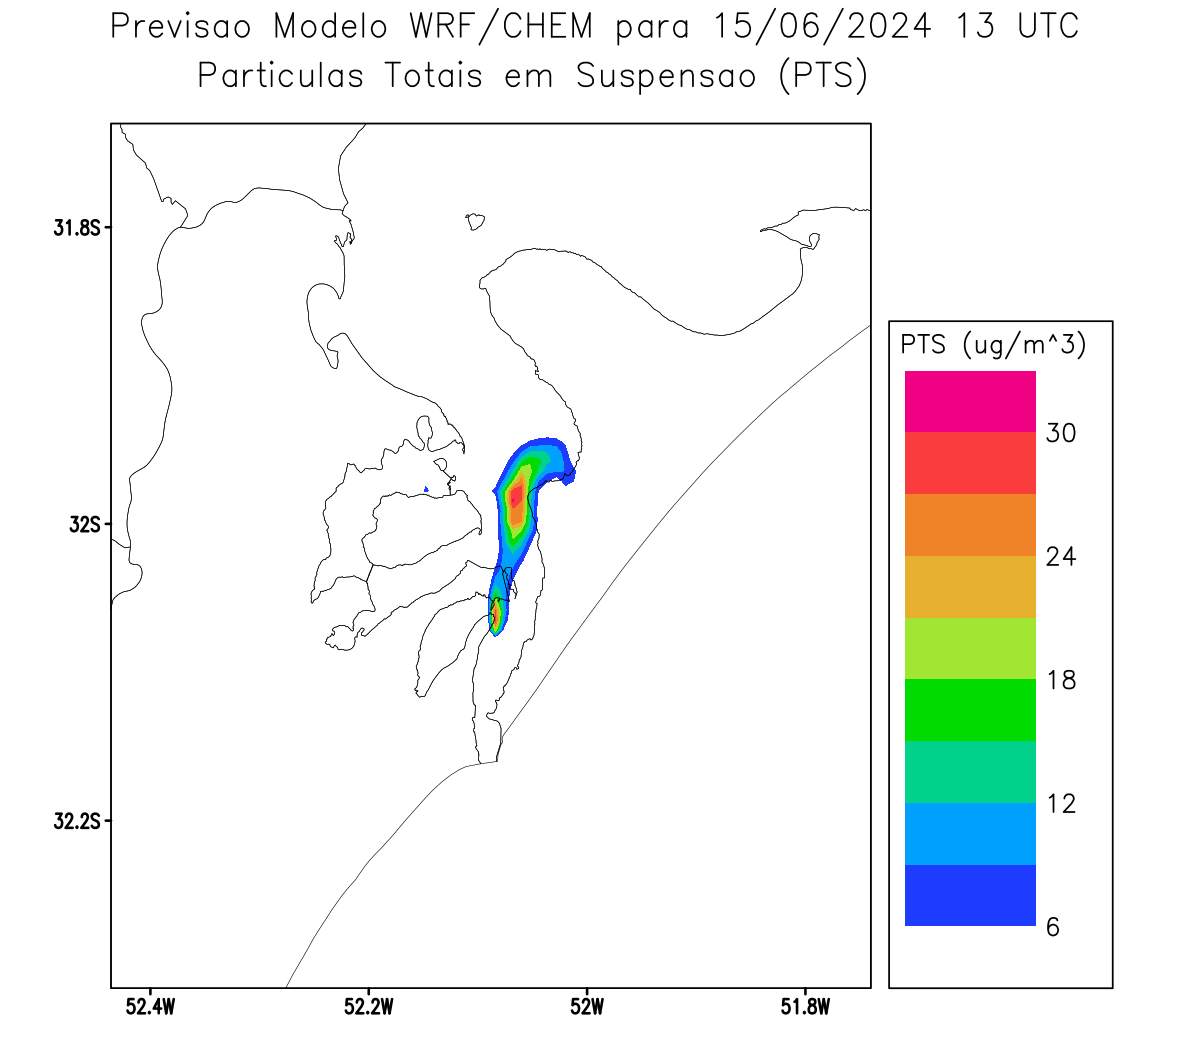 Previsao Modelo WRF/CHEM para 15/06/2024 13 UTC
Particulas Totais em Suspensao (PTS)
31.8S
32S
32.2S
52.4W
52.2W
52W
51.8W
PTS (ug/m^3)
30
24
18
12
6